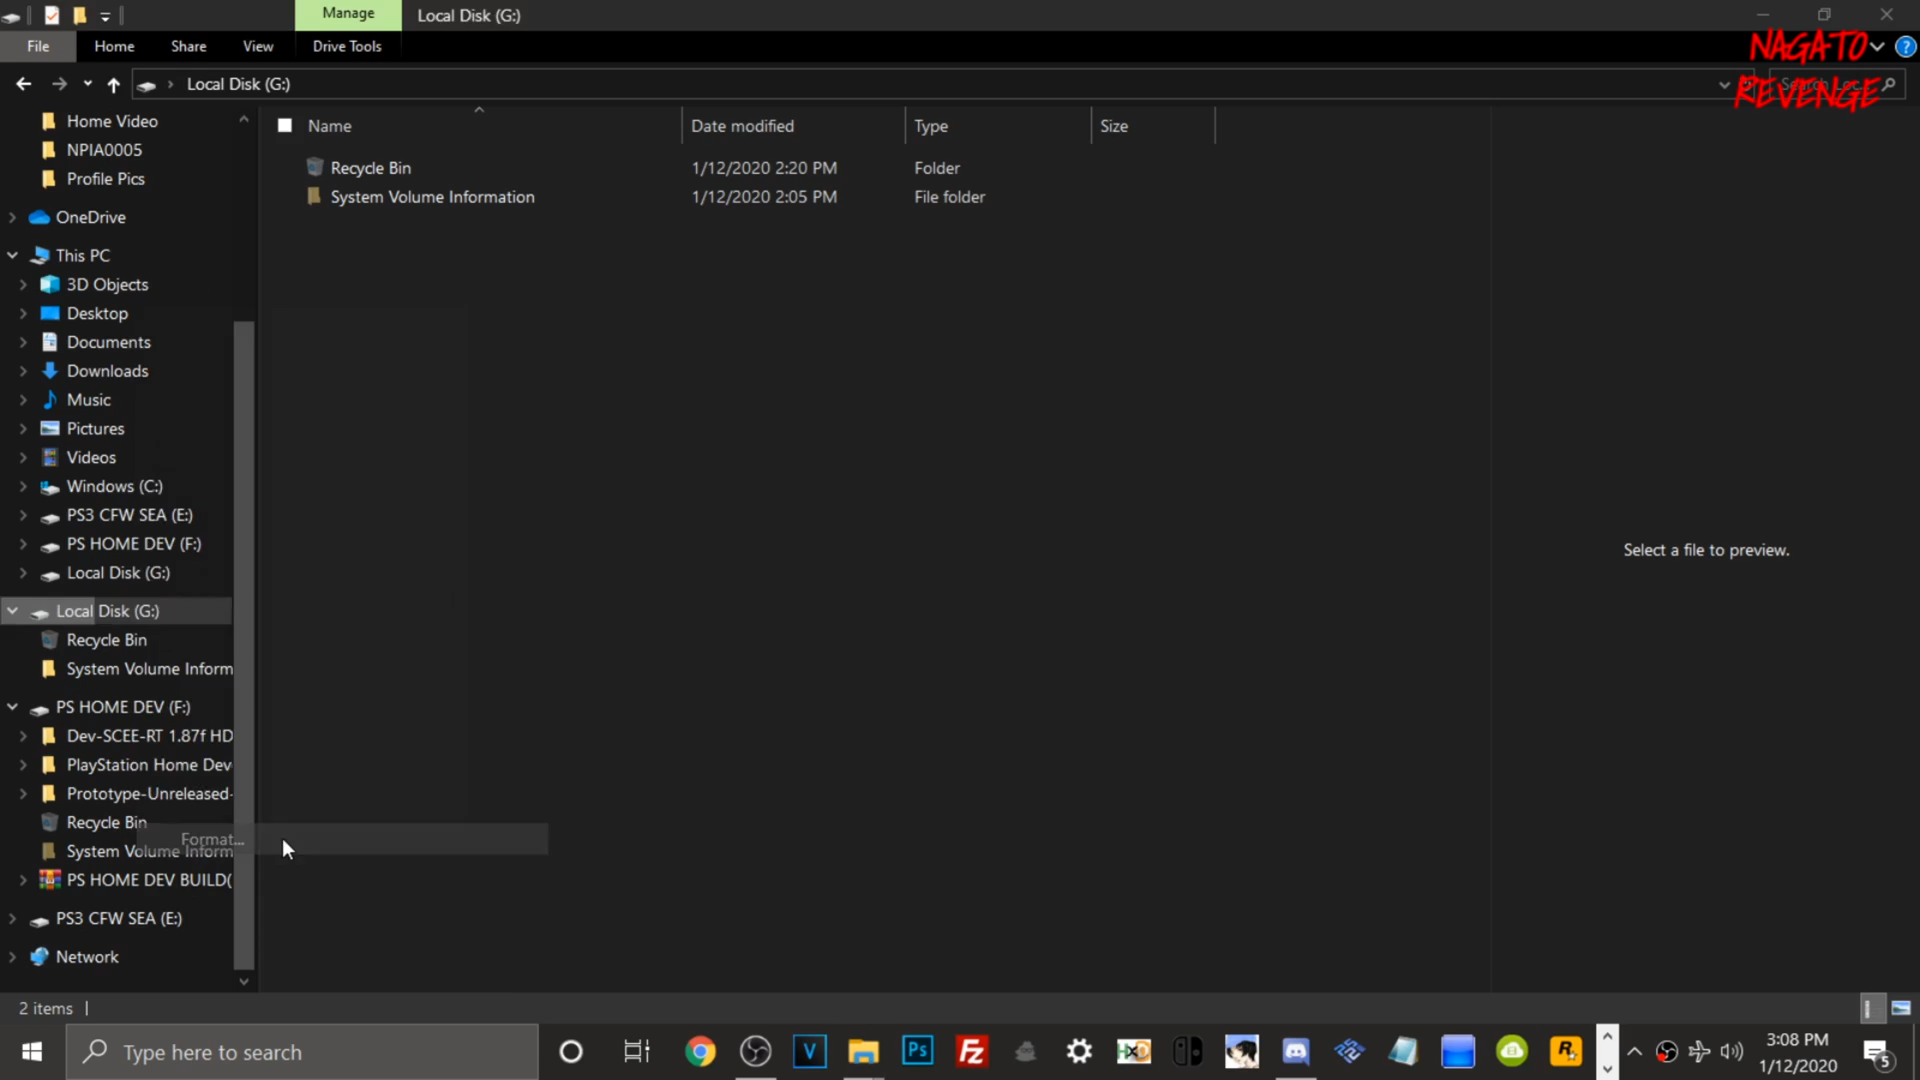 Manage
Local Disk (G:)
File
Home
Share
View
Drive Tools
NAGATO
REVENGE
Local Disk (G:)
Search Loc...
Home Video
NPIA0005
Profile Pics
OneDrive
This PC
3D Objects
Desktop
Documents
Downloads
Music
Pictures
Videos
Windows (C:)
PS3 CFW SEA (E:)
PS HOME DEV (F:)
Local Disk (G:)
Local Disk (G:)
Recycle Bin
System Volume Inform
PS HOME DEV (F:)
Dev-SCEE-RT 1.87f HD
PlayStation Home Dev
Prototype-Unreleased-
Recycle Bin
Format...
System Volume Inform
PS HOME DEV BUILD(
PS3 CFW SEA (E:)
Network
Name
Date modified
Type
Size
Recycle Bin
1/12/2020 2:20 PM
Folder
System Volume Information
1/12/2020 2:05 PM
File folder
Select a file to preview.
2 items
Type here to search
V
Ps
FZ
HXD
R
3:08 PM
1/12/2020
5